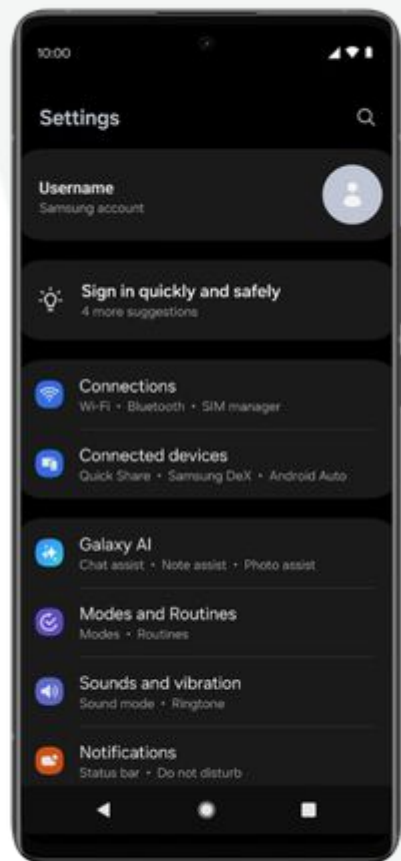 10:00
Settings
Username
Samsung account
Sign in quickly and safely
4 more suggestions
Connections
Wi-Fi • Bluetooth • SIM manager
Connected devices
Quick Share • Samsung DeX • Android Auto
Galaxy AI
Chat assist • Note assist • Photo assist
Modes and Routines
Modes • Routines
Sounds and vibration
Sound mode • Ringtone
Notifications
Status bar • Do not disturb